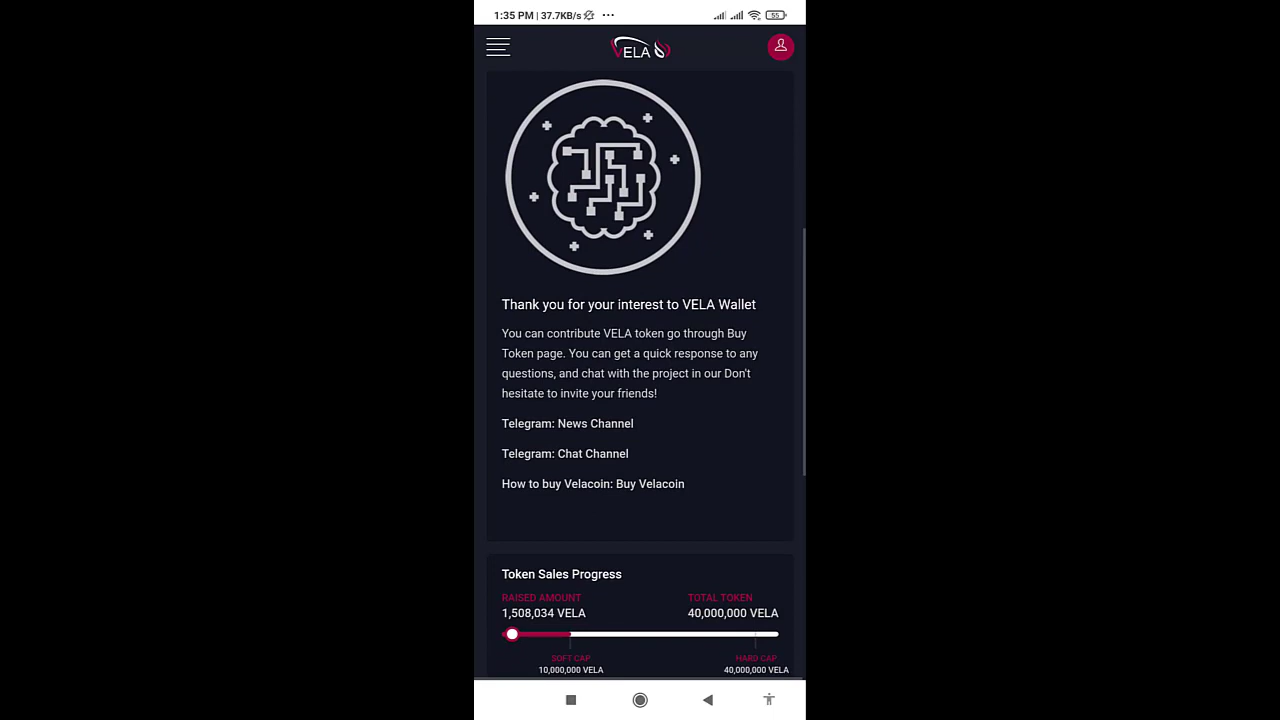 1:35 PM | 37.7KB/s ...
55
VELA
Thank you for your interest to VELA Wallet
You can contribute VELA token go through Buy
Token page. You can get a quick response to any
questions, and chat with the project in our Don't
hesitate to invite your friends!
Telegram: News Channel
Telegram: Chat Channel
How to buy Velacoin: Buy Velacoin
Token Sales Progress
RAISED AMOUNT TOTAL TOKEN
1,508,034 VELA 40,000,000 VELA
SOFT CAP HARD CAP
10,000,000 VELA 40,000,000 VELA